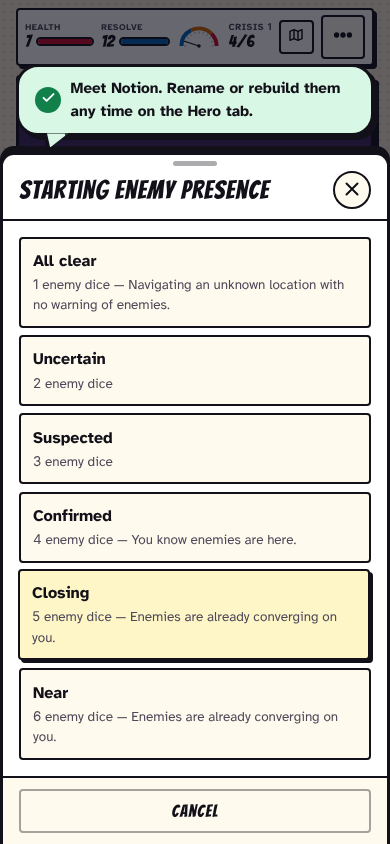 HEALTH
7
RESOLVE
12
CRISIS 1
4/6
Meet Notion. Rename or rebuild them
any time on the Hero tab.
STARTING ENEMY PRESENCE
All clear
1 enemy dice — Navigating an unknown location with
no warning of enemies.
Uncertain
2 enemy dice
Suspected
3 enemy dice
Confirmed
4 enemy dice — You know enemies are here.
Closing
5 enemy dice — Enemies are already converging on
you.
Near
6 enemy dice — Enemies are already converging on
you.
CANCEL